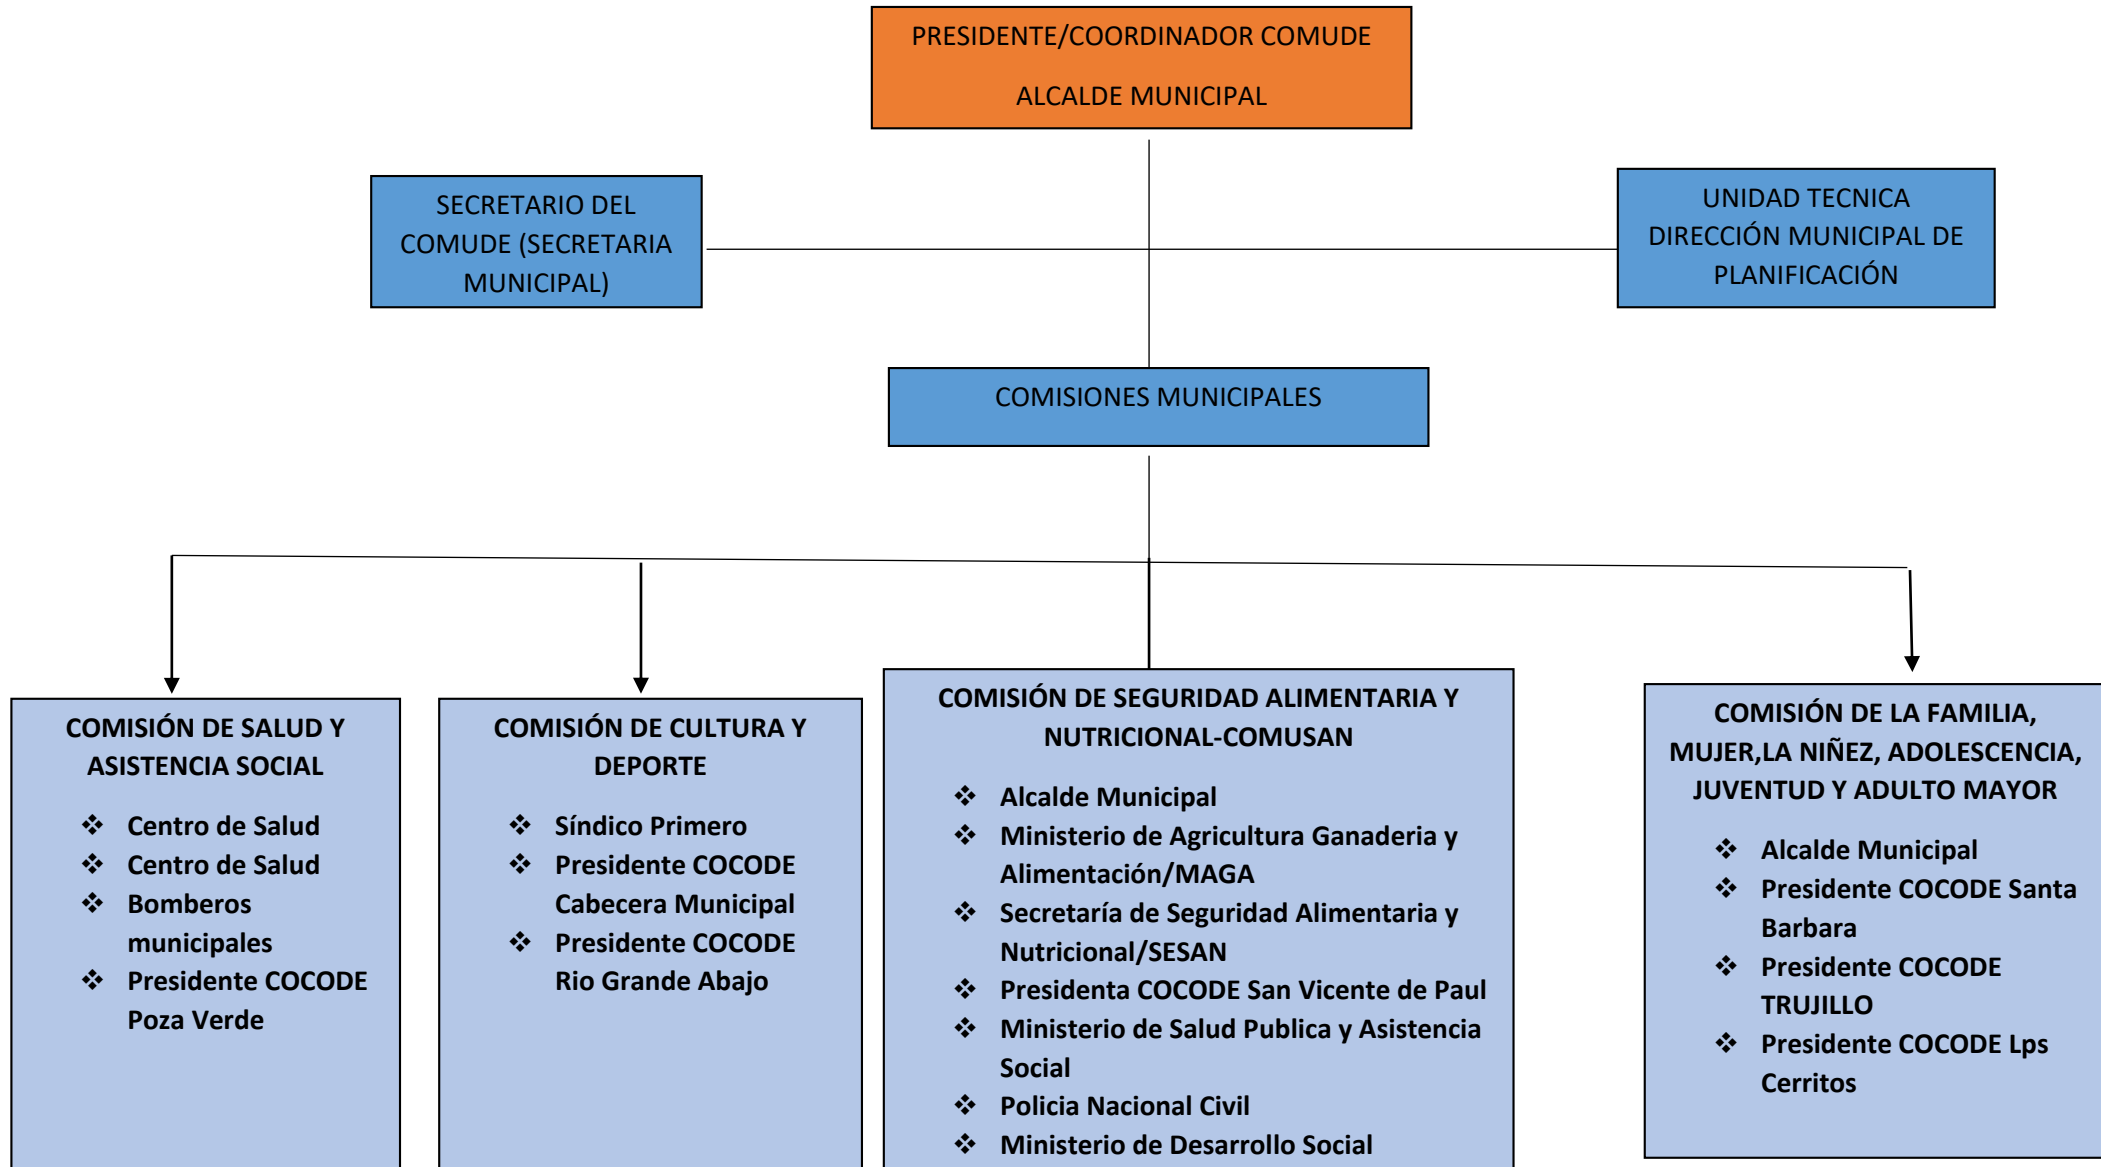 PRESIDENTE/COORDINADOR COMUDE
ALCALDE MUNICIPAL
SECRETARIO DEL
COMUDE (SECRETARIA
MUNICIPAL)
UNIDAD TECNICA
DIRECCIÓN MUNICIPAL DE
PLANIFICACIÓN
COMISIONES MUNICIPALES
COMISIÓN DE SALUD Y
ASISTENCIA SOCIAL
❖ Centro de Salud
❖ Centro de Salud
❖ Bomberos
municipales
❖ Presidente COCODE
Poza Verde
COMISIÓN DE CULTURA Y
DEPORTE
❖ Síndico Primero
❖ Presidente COCODE
Cabecera Municipal
❖ Presidente COCODE
Rio Grande Abajo
COMISIÓN DE SEGURIDAD ALIMENTARIA Y
NUTRICIONAL-COMUSAN
❖ Alcalde Municipal
❖ Ministerio de Agricultura Ganaderia y
Alimentación/MAGA
❖ Secretaría de Seguridad Alimentaria y
Nutricional/SESAN
❖ Presidenta COCODE San Vicente de Paul
❖ Ministerio de Salud Publica y Asistencia
Social
❖ Policia Nacional Civil
❖ Ministerio de Desarrollo Social
COMISIÓN DE LA FAMILIA,
MUJER,LA NIÑEZ, ADOLESCENCIA,
JUVENTUD Y ADULTO MAYOR
❖ Alcalde Municipal
❖ Presidente COCODE Santa
Barbara
❖ Presidente COCODE
TRUJILLO
❖ Presidente COCODE Lps
Cerritos